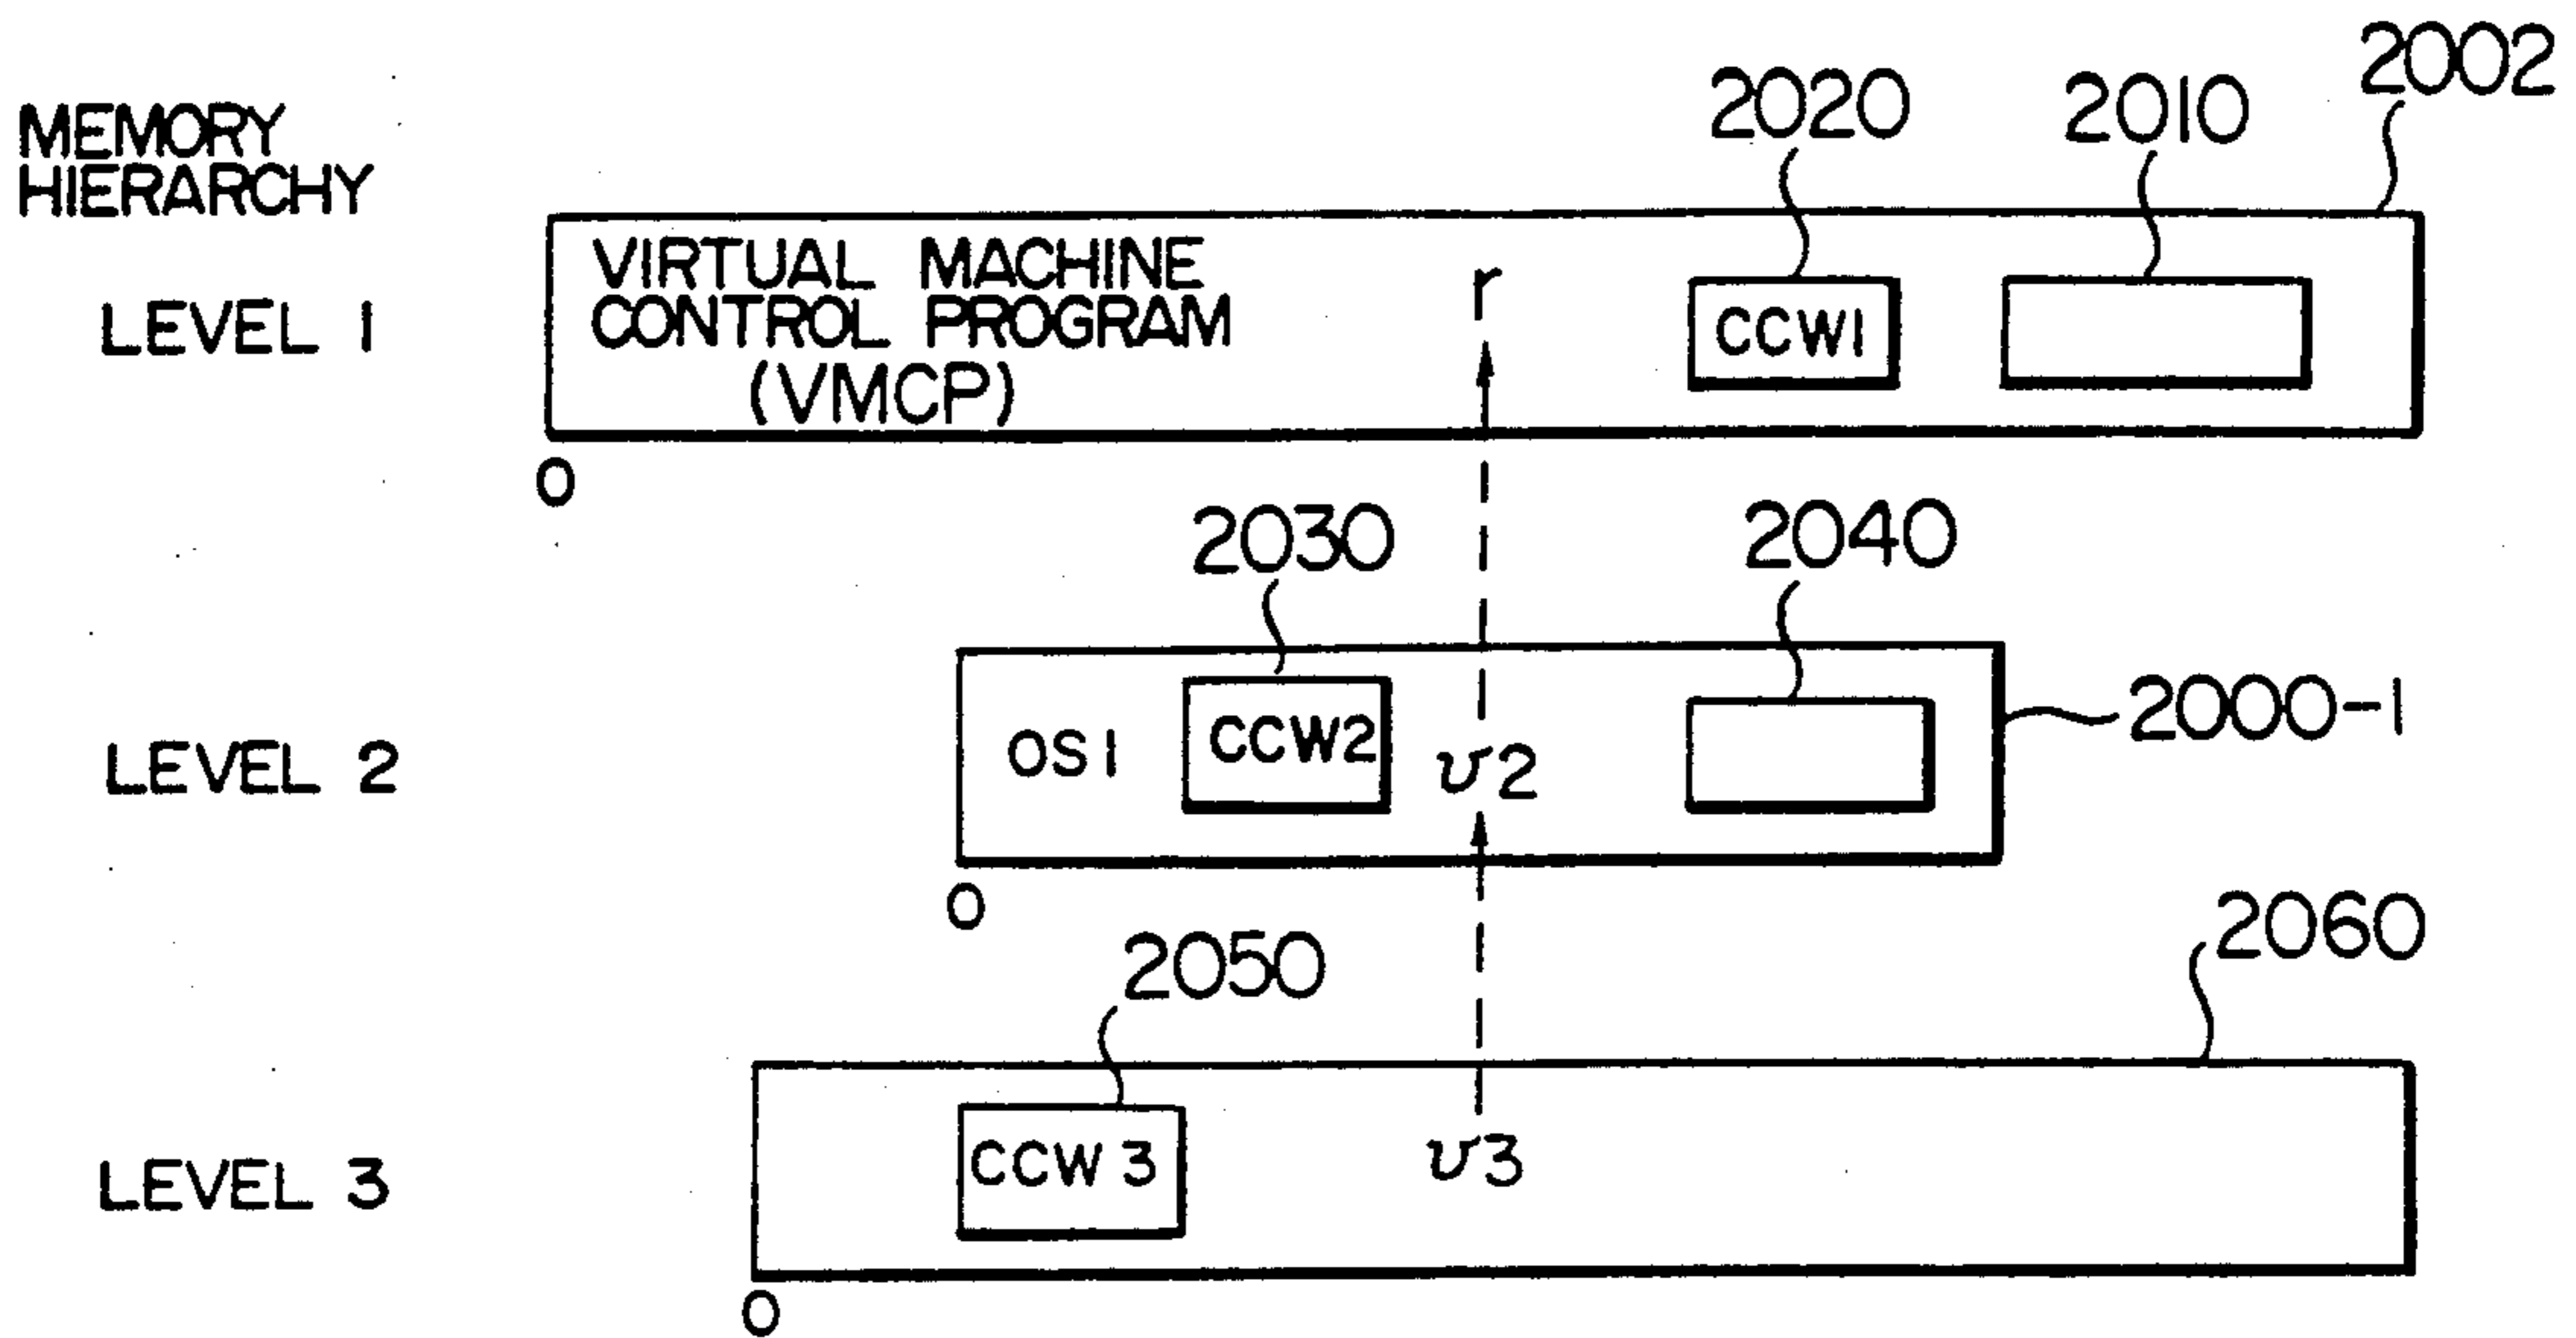 2002
2020
2010
MEMORY
HIERARCHY
VIRTUAL MACHINE
CONTROL PROGRAM
(VMCP)
r
CCW1
LEVEL 1
0
2030
2040
2000-1
OS1
CCW2
v2
LEVEL 2
0
2060
2050
CCW 3
v3
LEVEL 3
0